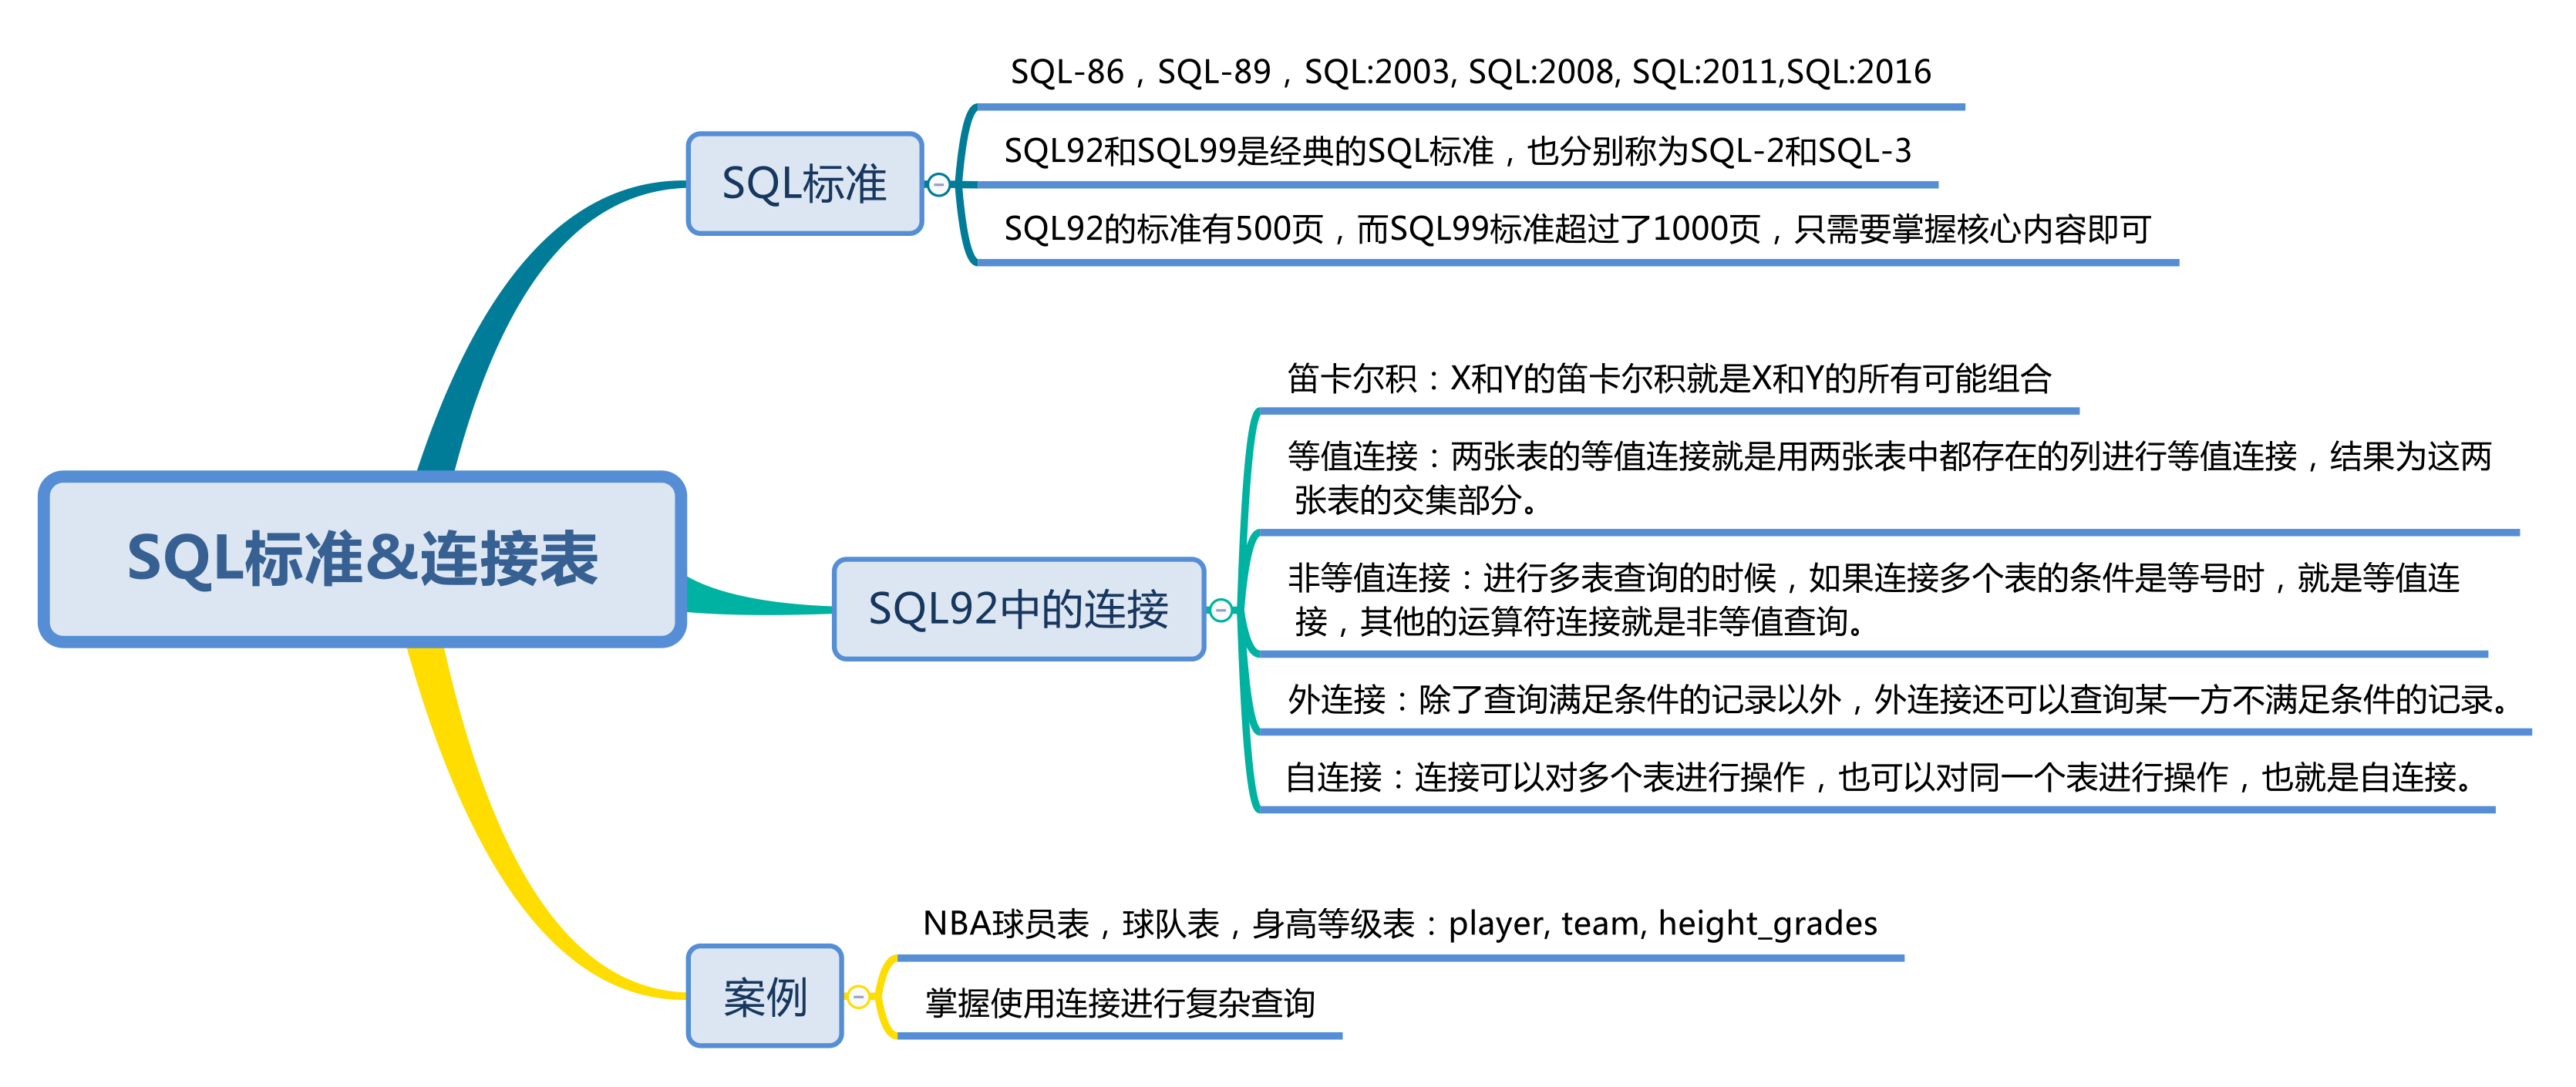 SQL标准&连接表
SQL标准
SQL-86，SQL-89，SQL:2003, SQL:2008, SQL:2011,SQL:2016
SQL92和SQL99是经典的SQL标准，也分别称为SQL-2和SQL-3
SQL92的标准有500页，而SQL99标准超过了1000页，只需要掌握核心内容即可
SQL92中的连接
笛卡尔积：X和Y的笛卡尔积就是X和Y的所有可能组合
等值连接：两张表的等值连接就是用两张表中都存在的列进行等值连接，结果为这两
张表的交集部分。
非等值连接：进行多表查询的时候，如果连接多个表的条件是等号时，就是等值连
接，其他的运算符连接就是非等值查询。
外连接：除了查询满足条件的记录以外，外连接还可以查询某一方不满足条件的记录。
自连接：连接可以对多个表进行操作，也可以对同一个表进行操作，也就是自连接。
案例
NBA球员表，球队表，身高等级表：player, team, height_grades
掌握使用连接进行复杂查询